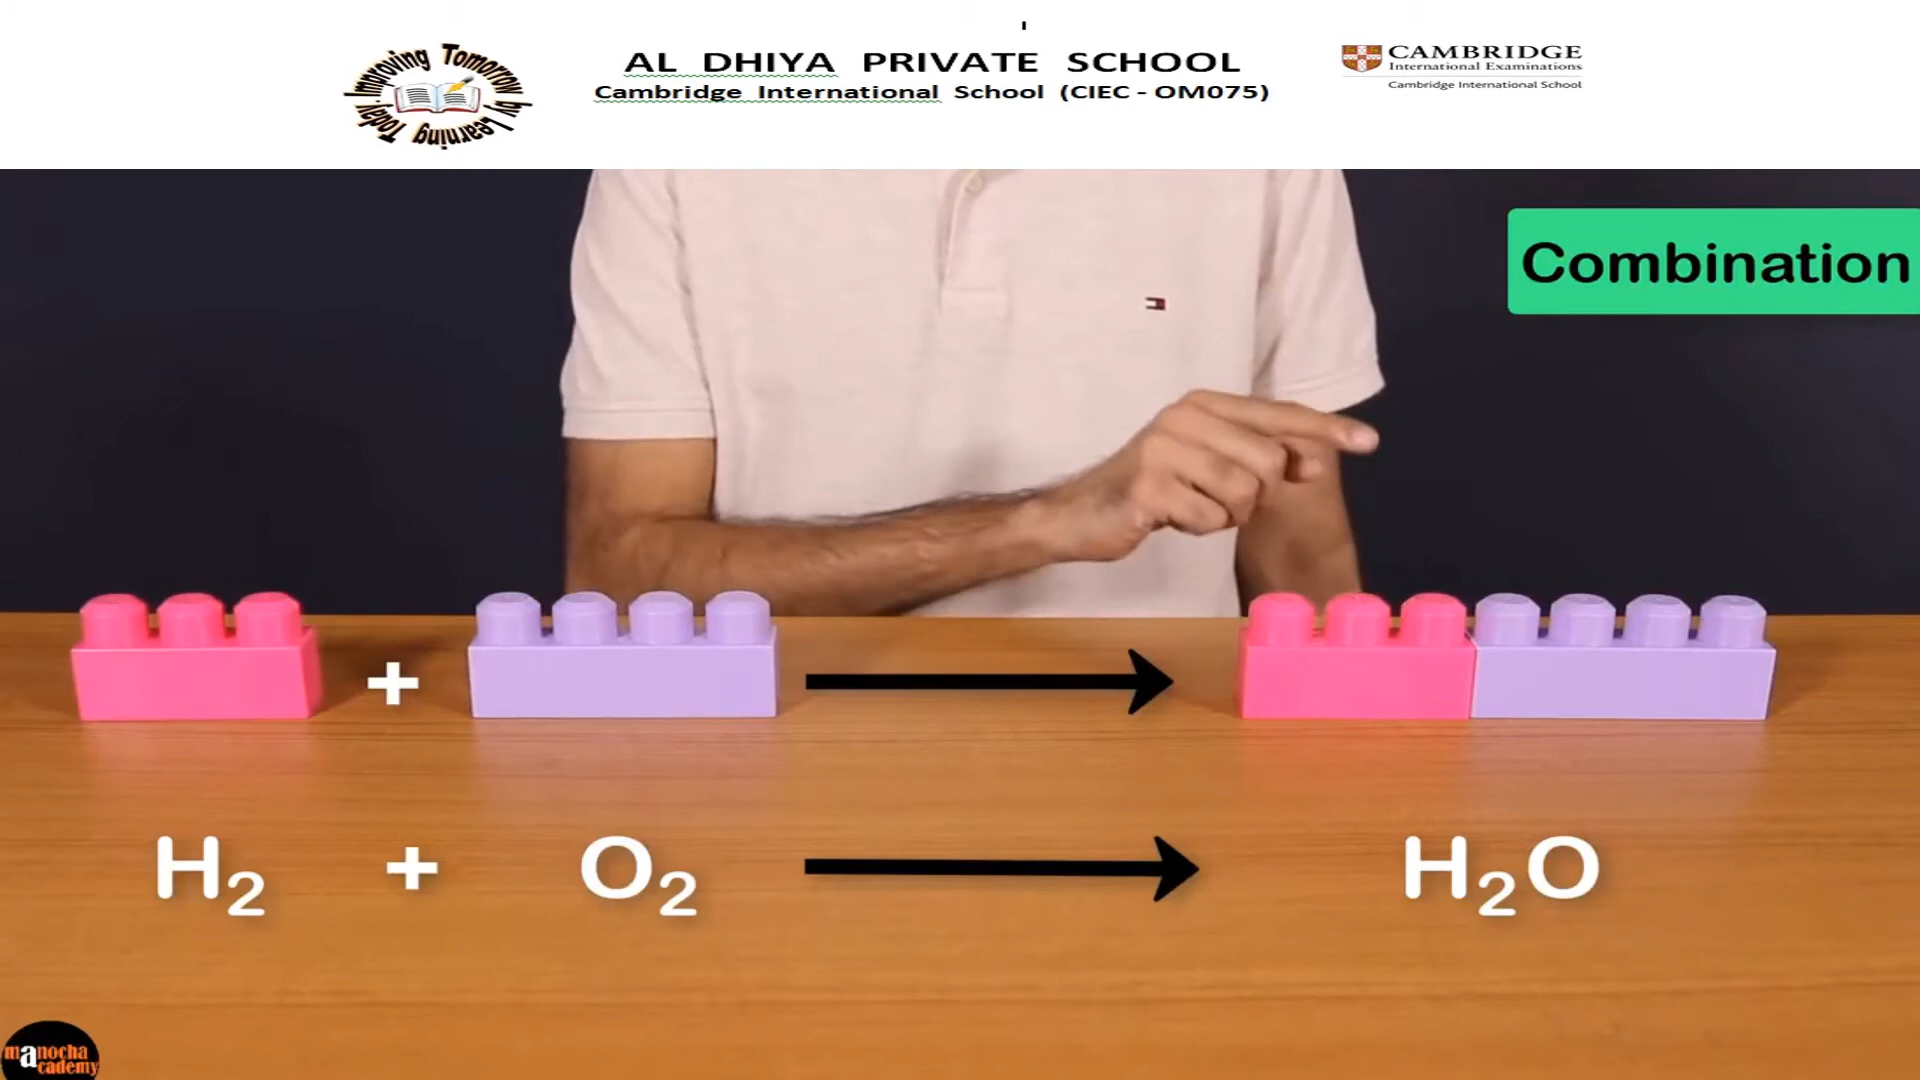 Improving Tomorrow by Learning Today.
AL DHIYA PRIVATE SCHOOL
Cambridge International School (CIEC - OM075)
CAMBRIDGE
International Examinations
Cambridge International School
Combination
+
H₂ + O₂ H₂O
manocha
academy